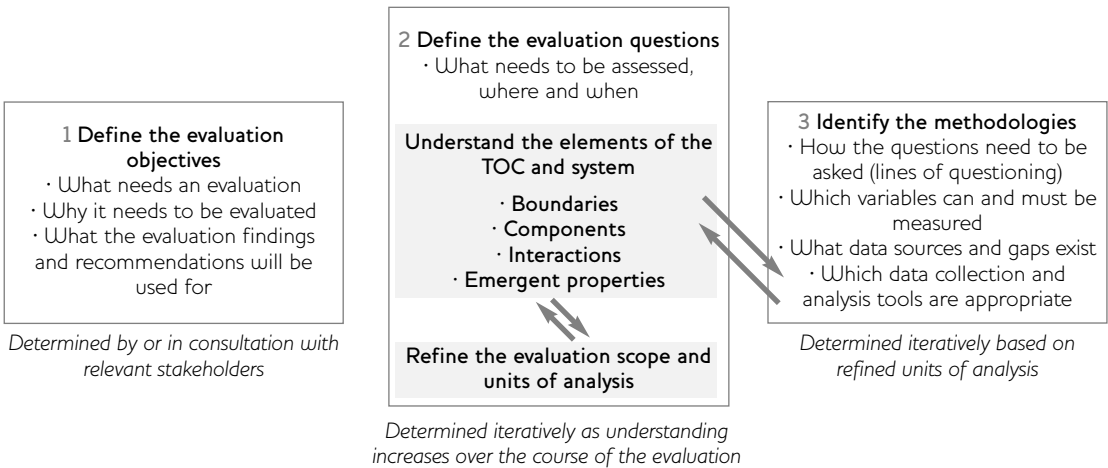 1 Define the evaluation
objectives
· What needs an evaluation
· Why it needs to be evaluated
· What the evaluation findings
and recommendations will be
used for
Determined by or in consultation with
relevant stakeholders
2 Define the evaluation questions
· What needs to be assessed,
where and when
Understand the elements of the
TOC and system
· Boundaries
· Components
· Interactions
· Emergent properties
Refine the evaluation scope and
units of analysis
Determined iteratively as understanding
increases over the course of the evaluation
3 Identify the methodologies
· How the questions need to be
asked (lines of questioning)
· Which variables can and must be
measured
· What data sources and gaps exist
· Which data collection and
analysis tools are appropriate
Determined iteratively based on
refined units of analysis